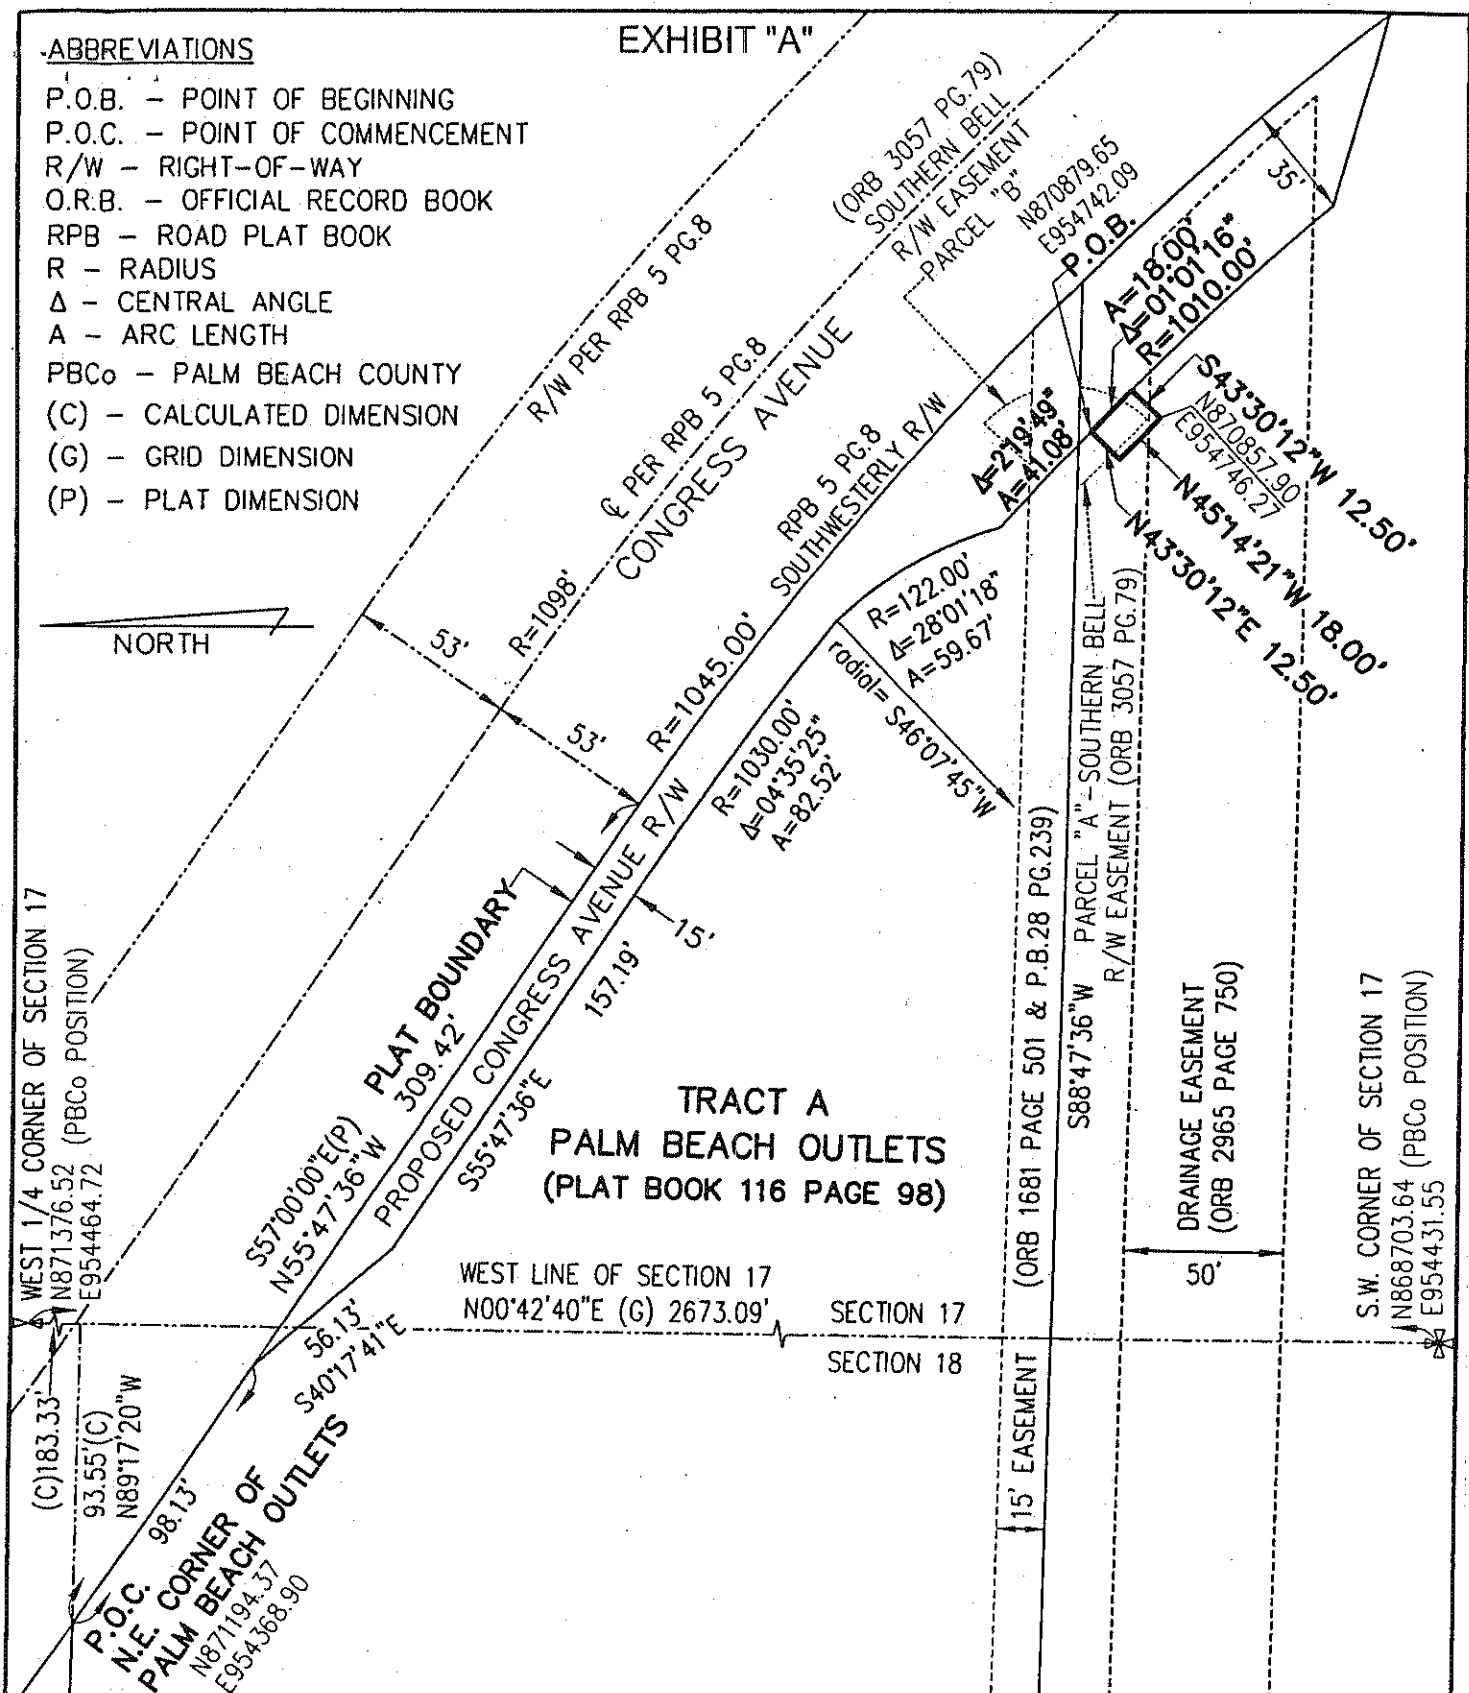 EXHIBIT "A"
ABBREVIATIONS
P.O.B. – POINT OF BEGINNING
P.O.C. – POINT OF COMMENCEMENT
R/W – RIGHT-OF-WAY
O.R.B. – OFFICIAL RECORD BOOK
RPB – ROAD PLAT BOOK
R – RADIUS
Δ – CENTRAL ANGLE
A – ARC LENGTH
PBCo – PALM BEACH COUNTY
(C) – CALCULATED DIMENSION
(G) – GRID DIMENSION
(P) – PLAT DIMENSION
NORTH
R/W PER RPB 5 PG.8
℄ PER RPB 5 PG.8
CONGRESS AVENUE
R=1098'
53'
53'
(ORB 3057 PG.79)
SOUTHERN BELL
R/W EASEMENT
PARCEL "B"
N870879.65
E954742.09
P.O.B.
A=18.00'
Δ=01°01'16"
R=1010.00'
35'
S43°30'12"W 12.50'
N870857.90
E954746.27
N45°14'21"W 18.00'
N43°30'12"E 12.50'
Δ=2°19'49"
A=41.08'
RPB 5 PG.8
SOUTHWESTERLY R/W
R=1045.00'
R=122.00'
Δ=28°01'18"
A=59.67'
radial= S46°07'45"W
R=1030.00'
Δ=04°35'25"
A=82.52'
15'
157.19'
S55°47'36"E
PROPOSED CONGRESS AVENUE R/W
PLAT BOUNDARY
309.42'
S57°00'00"E(P)
N55°47'36"W
TRACT A
PALM BEACH OUTLETS
(PLAT BOOK 116 PAGE 98)
WEST LINE OF SECTION 17
N00°42'40"E (G) 2673.09'
SECTION 17
SECTION 18
(ORB 1681 PAGE 501 & P.B.28 PG.239)
15' EASEMENT
S88°47'36"W
PARCEL "A"–SOUTHERN BELL
R/W EASEMENT (ORB 3057 PG.79)
DRAINAGE EASEMENT
(ORB 2965 PAGE 750)
50'
S.W. CORNER OF SECTION 17
N868703.64 (PBCo POSITION)
E954431.55
WEST 1/4 CORNER OF SECTION 17
N871376.52 (PBCo POSITION)
E954464.72
56.13'
S40°17'41"E
(C)183.33'
93.55'(C)
N89°17'20"W
98.13'
P.O.C.
N.E. CORNER OF
PALM BEACH OUTLETS
N871194.37
E954368.90